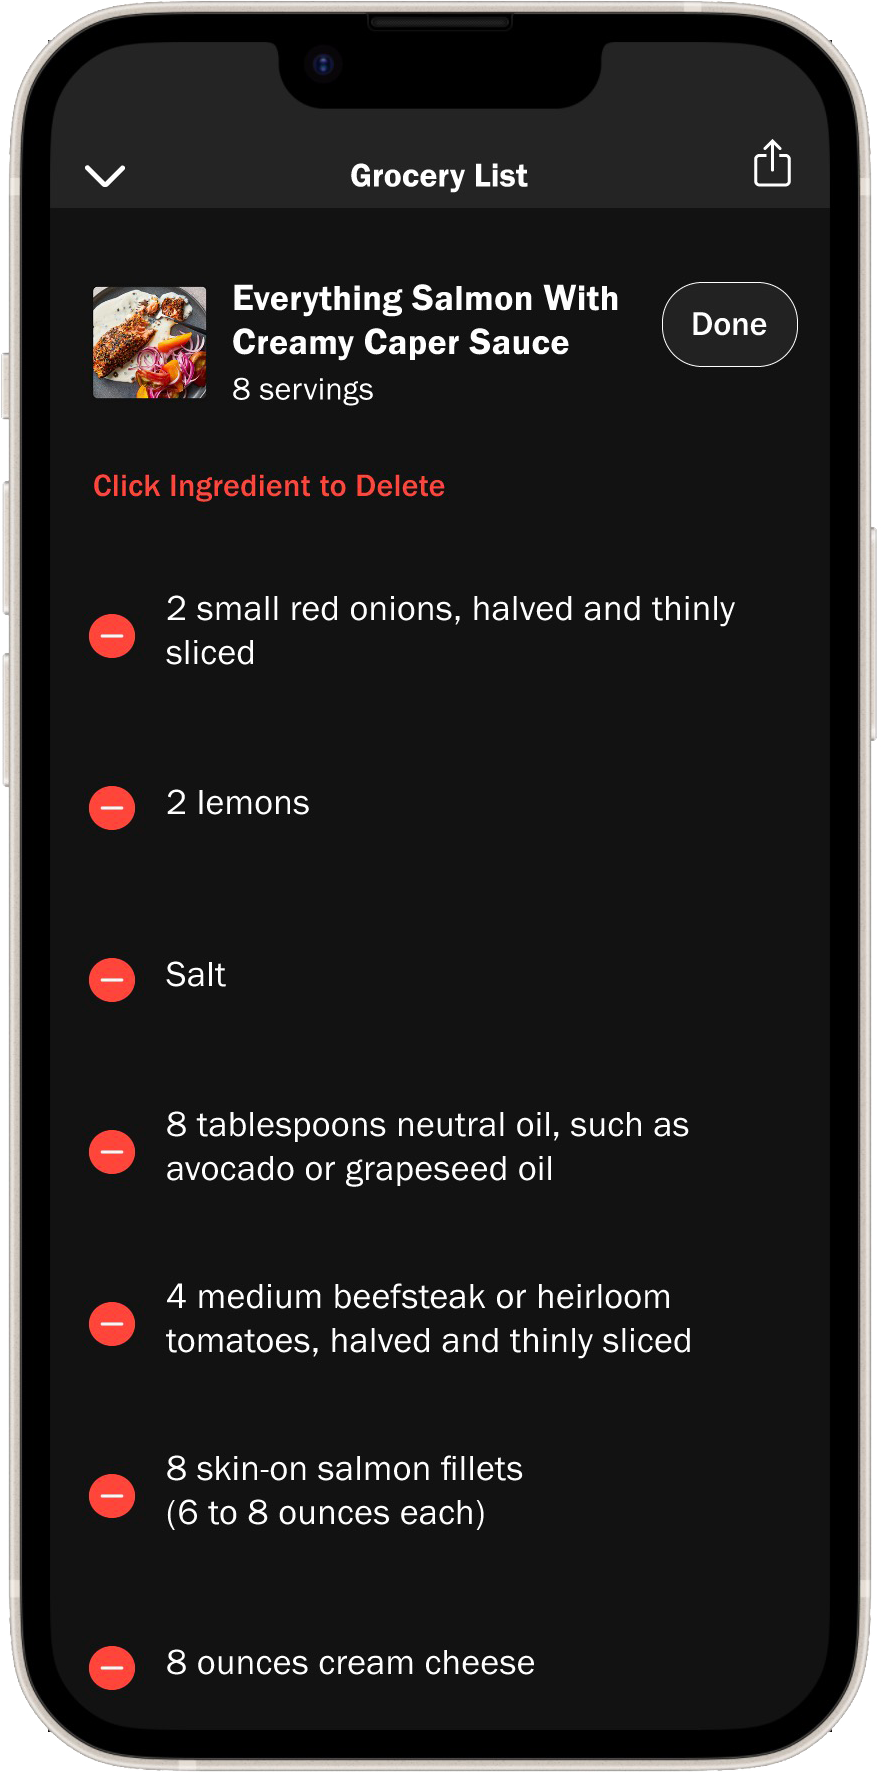 Grocery List
Everything Salmon With
Creamy Caper Sauce
8 servings
Done
Click Ingredient to Delete
2 small red onions, halved and thinly
sliced
2 lemons
Salt
8 tablespoons neutral oil, such as
avocado or grapeseed oil
4 medium beefsteak or heirloom
tomatoes, halved and thinly sliced
8 skin-on salmon fillets
(6 to 8 ounces each)
8 ounces cream cheese